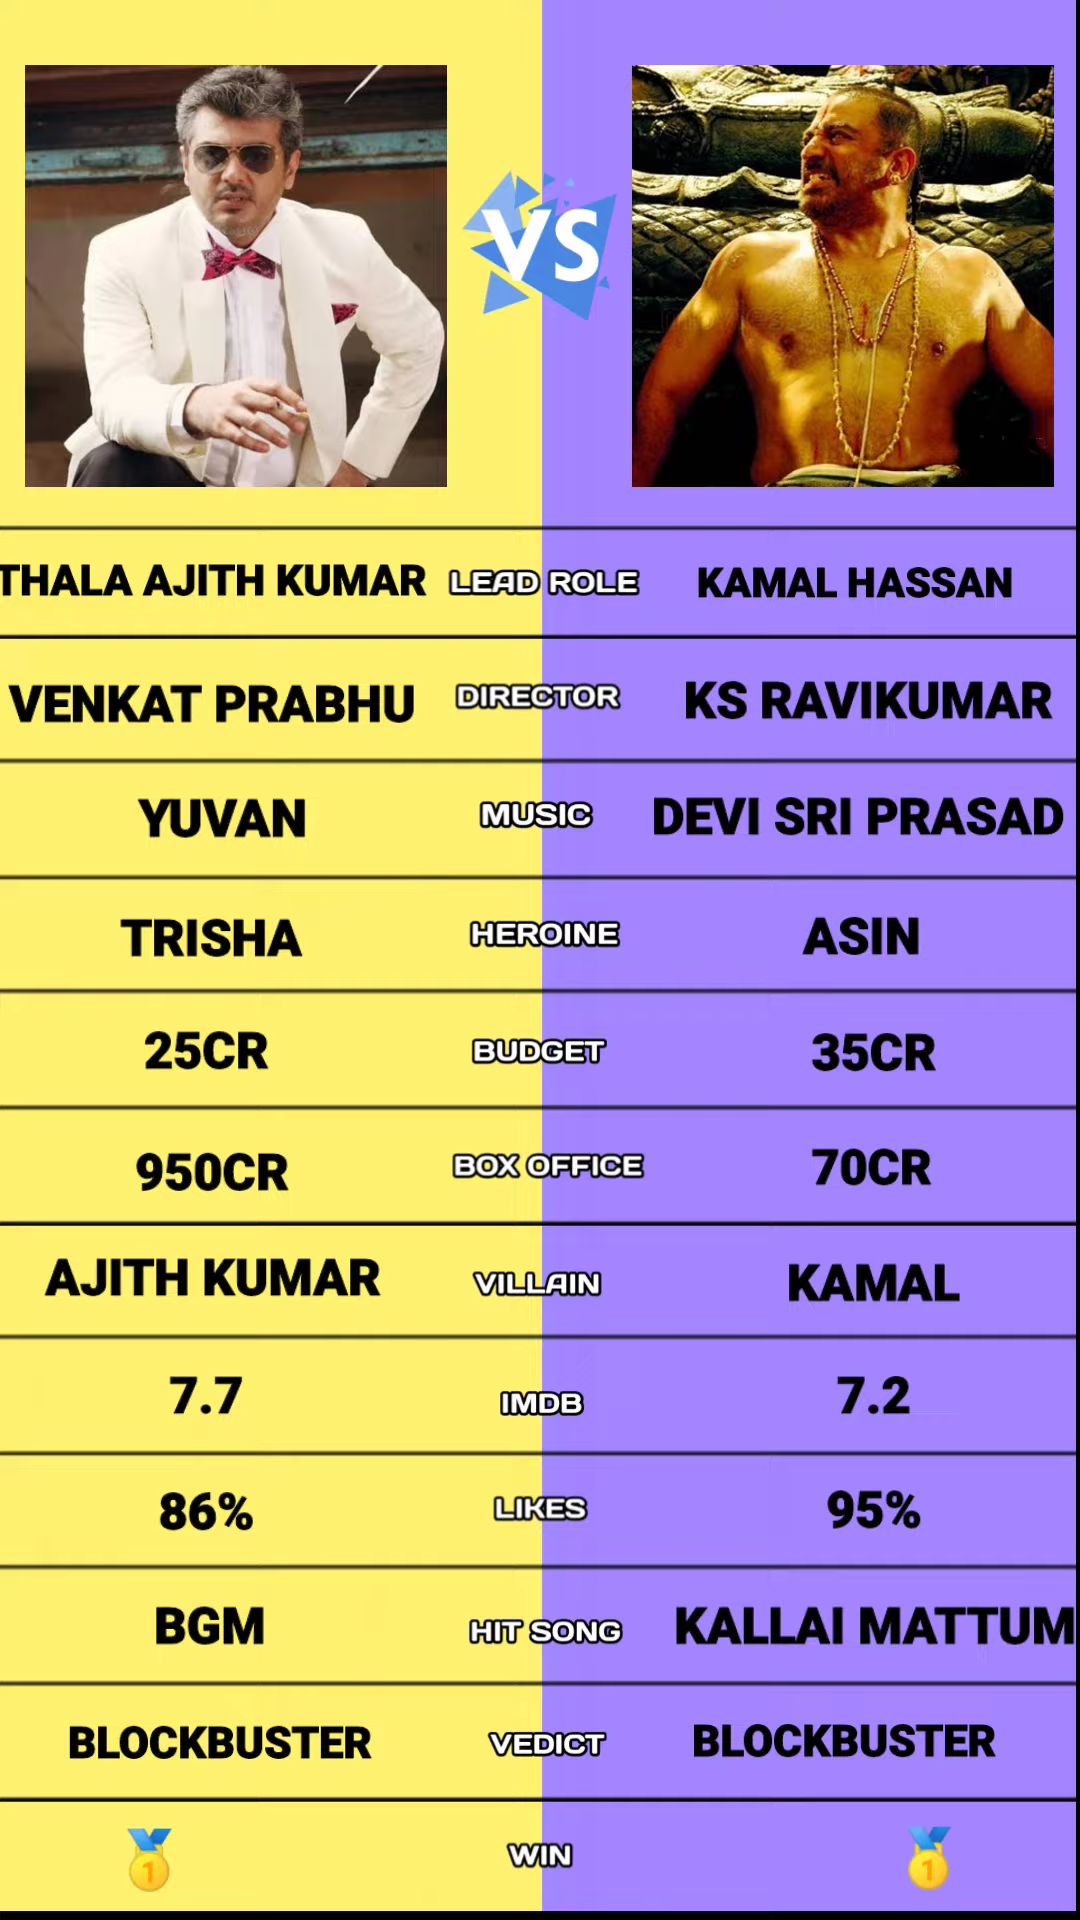 VS
THALA AJITH KUMAR LEAD ROLE KAMAL HASSAN
VENKAT PRABHU DIRECTOR KS RAVIKUMAR
YUVAN MUSIC DEVI SRI PRASAD
TRISHA HEROINE ASIN
25CR BUDGET 35CR
950CR BOX OFFICE 70CR
AJITH KUMAR VILLAIN KAMAL
7.7 IMDB 7.2
86% LIKES 95%
BGM HIT SONG KALLAI MATTUM
BLOCKBUSTER VEDICT BLOCKBUSTER
1 WIN 1